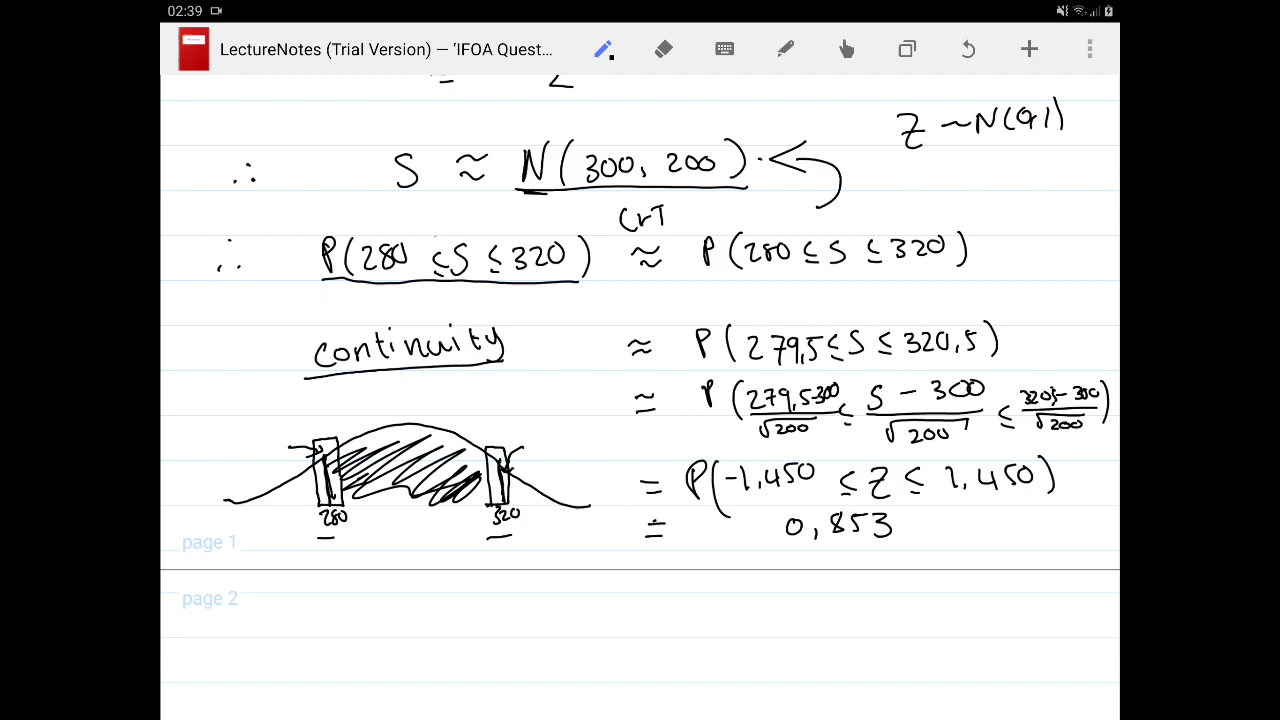 02:39
LectureNotes (Trial Version) — ‘IFOA Quest...
Z ~ N(0,1)
∴ S ≈ N(300, 200)
CLT
∴ P(280 ≤ S ≤ 320) ≈ P(280 ≤ S ≤ 320)
continuity ≈ P(279,5 ≤ S ≤ 320,5)
≈ P(279,5-300/√200 ≤ S - 300/√200 ≤ 320,5-300/√200)
= P(-1,450 ≤ Z ≤ 1,450)
280 320
≐ 0,853
page 1
page 2